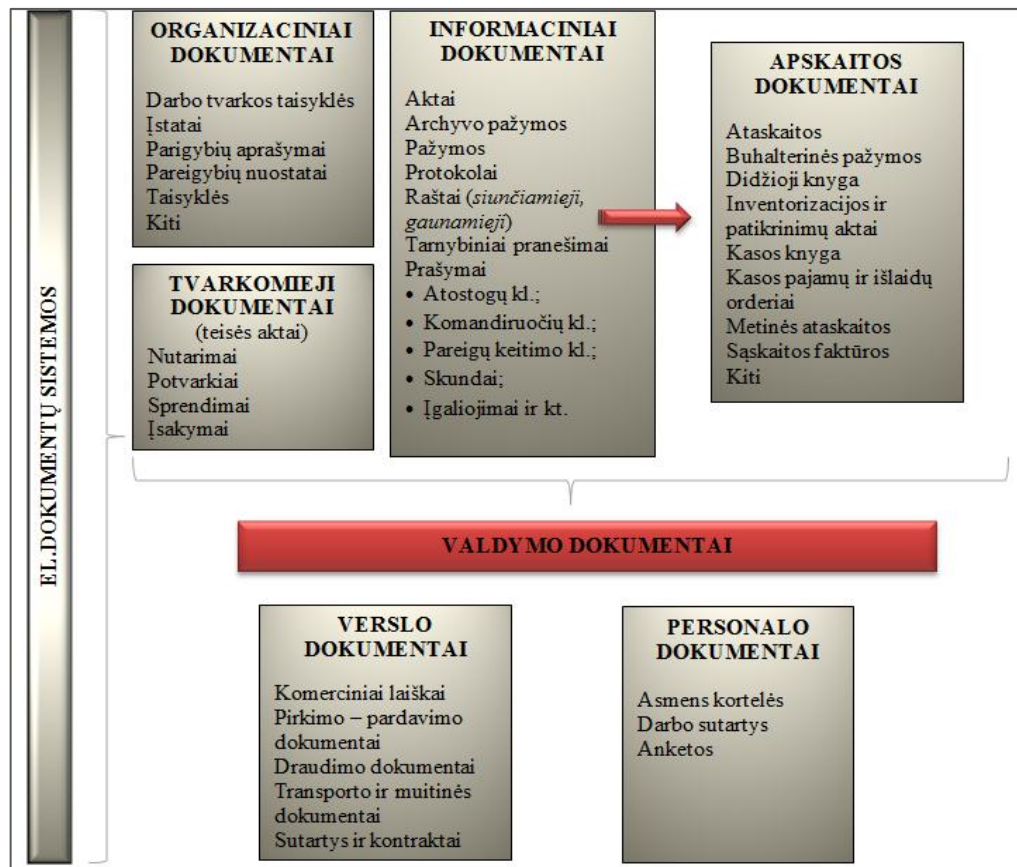 EL.DOKUMENTŲ SISTEMOS
ORGANIZACINIAI
DOKUMENTAI
Darbo tvarkos taisyklės
Įstatai
Parigybių aprašymai
Pareigybių nuostatai
Taisyklės
Kiti
TVARKOMIEJI
DOKUMENTAI
(teisės aktai)
Nutarimai
Potvarkiai
Sprendimai
Įsakymai
INFORMACINIAI
DOKUMENTAI
Aktai
Archyvo pažymos
Pažymos
Protokolai
Raštai (siunčiamieji,
gaunamieji)
Tarnybiniai pranešimai
Prašymai
• Atostogų kl.;
• Komandiruočių kl.;
• Pareigų keitimo kl.;
• Skundai;
• Įgaliojimai ir kt.
APSKAITOS
DOKUMENTAI
Ataskaitos
Buhalterinės pažymos
Didžioji knyga
Inventorizacijos ir
patikrinimų aktai
Kasos knyga
Kasos pajamų ir išlaidų
orderiai
Metinės ataskaitos
Sąskaitos faktūros
Kiti
VALDYMO DOKUMENTAI
VERSLO
DOKUMENTAI
Komerciniai laiškai
Pirkimo – pardavimo
dokumentai
Draudimo dokumentai
Transporto ir muitinės
dokumentai
Sutartys ir kontraktai
PERSONALO
DOKUMENTAI
Asmens kortelės
Darbo sutartys
Anketos